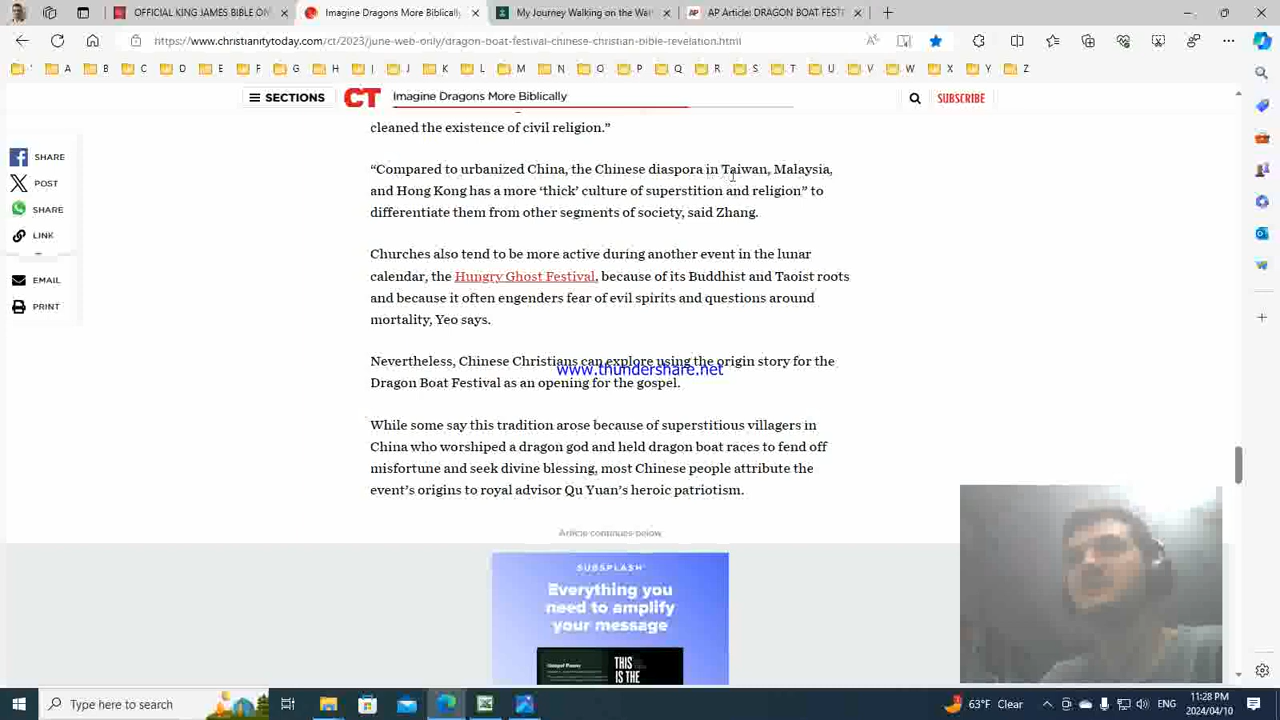 OFFICIAL KING JAMES BIBLE ON
Imagine Dragons More Biblically
My Journey Walking on the Wa
AP Article! DRAGON BOAT FEST
https://www.christianitytoday.com/ct/2023/june-web-only/dragon-boat-festival-chinese-christian-bible-revelation.html
A B C D E F G H I J K L M N O P Q R S T U V W X Y Z
SECTIONS CT Imagine Dragons More Biblically SUBSCRIBE
SHARE
POST
SHARE
LINK
EMAIL
PRINT
cleaned the existence of civil religion.”
“Compared to urbanized China, the Chinese diaspora in Taiwan, Malaysia,
and Hong Kong has a more ‘thick’ culture of superstition and religion” to
differentiate them from other segments of society, said Zhang.
Churches also tend to be more active during another event in the lunar
calendar, the Hungry Ghost Festival, because of its Buddhist and Taoist roots
and because it often engenders fear of evil spirits and questions around
mortality, Yeo says.
Nevertheless, Chinese Christians can explore using the origin story for the
www.thundershare.net
Dragon Boat Festival as an opening for the gospel.
While some say this tradition arose because of superstitious villagers in
China who worshiped a dragon god and held dragon boat races to fend off
misfortune and seek divine blessing, most Chinese people attribute the
event’s origins to royal advisor Qu Yuan’s heroic patriotism.
Article continues below
SUBSPLASH
Everything you
need to amplify
your message
THIS
IS THE
Type here to search
63°F Clear
ENG
11:28 PM
2024/04/10